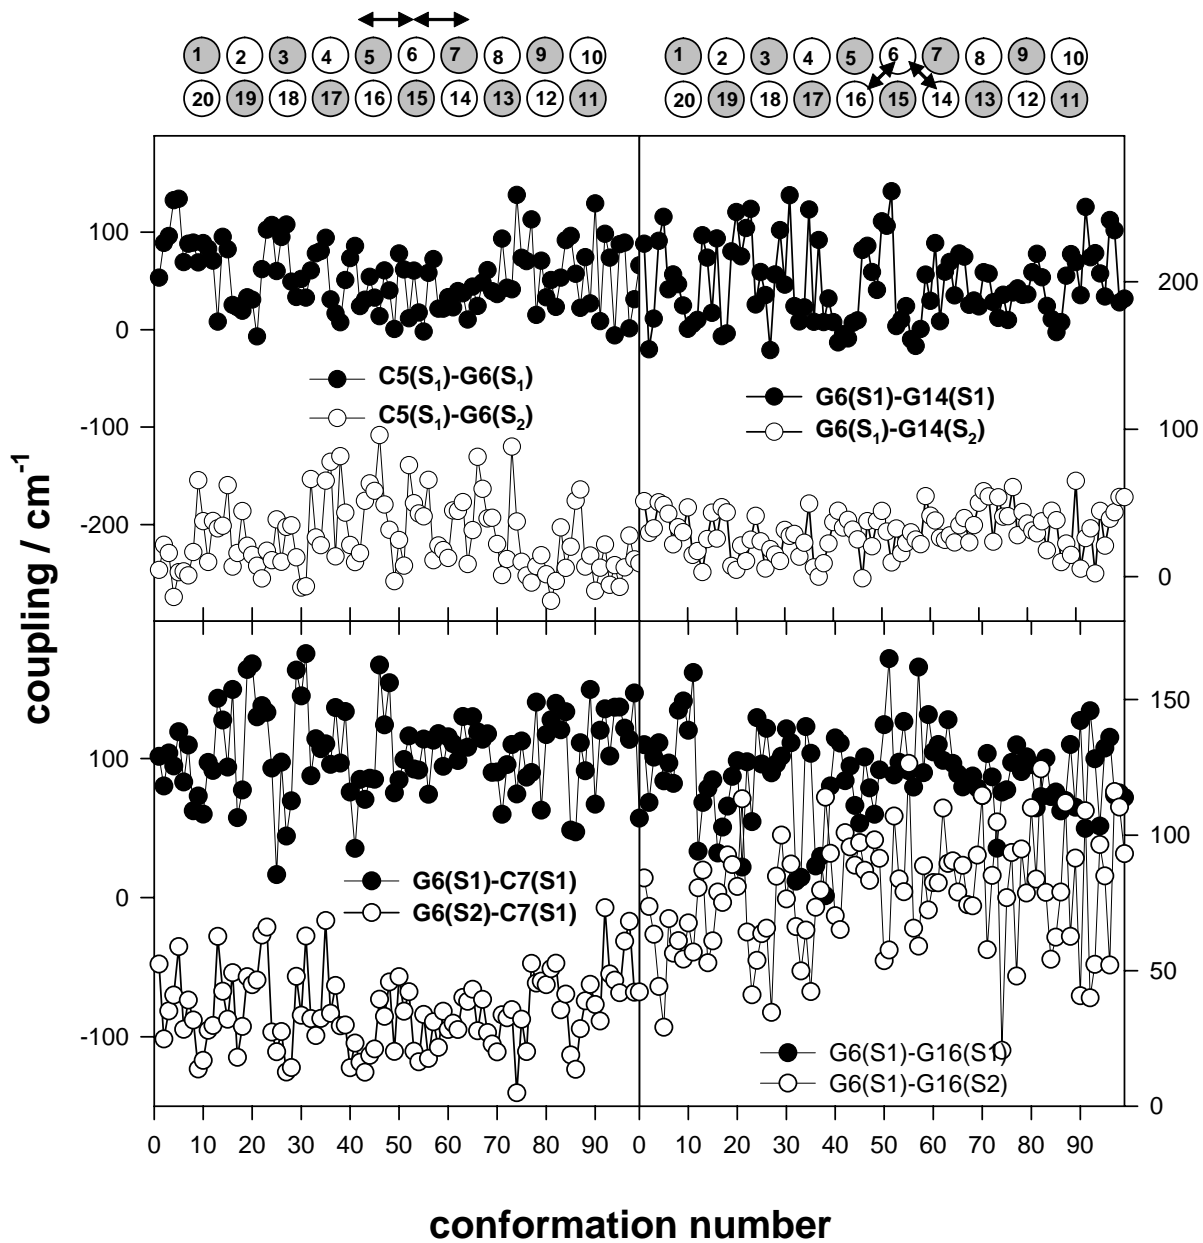 1 2 3 4 5 6 7 8 9 10 1 2 3 4 5 6 7 8 9 10
20 19 18 17 16 15 14 13 12 11 20 19 18 17 16 15 14 13 12 11
100
0
-100
-200
C5(S1)-G6(S1)
C5(S1)-G6(S2)
G6(S1)-G14(S1)
G6(S1)-G14(S2)
200
100
0
coupling / cm-1
100
0
-100
G6(S1)-C7(S1)
G6(S2)-C7(S1)
G6(S1)-G16(S1)
G6(S1)-G16(S2)
150
100
50
0
0 10 20 30 40 50 60 70 80 90 0 10 20 30 40 50 60 70 80 90
conformation number